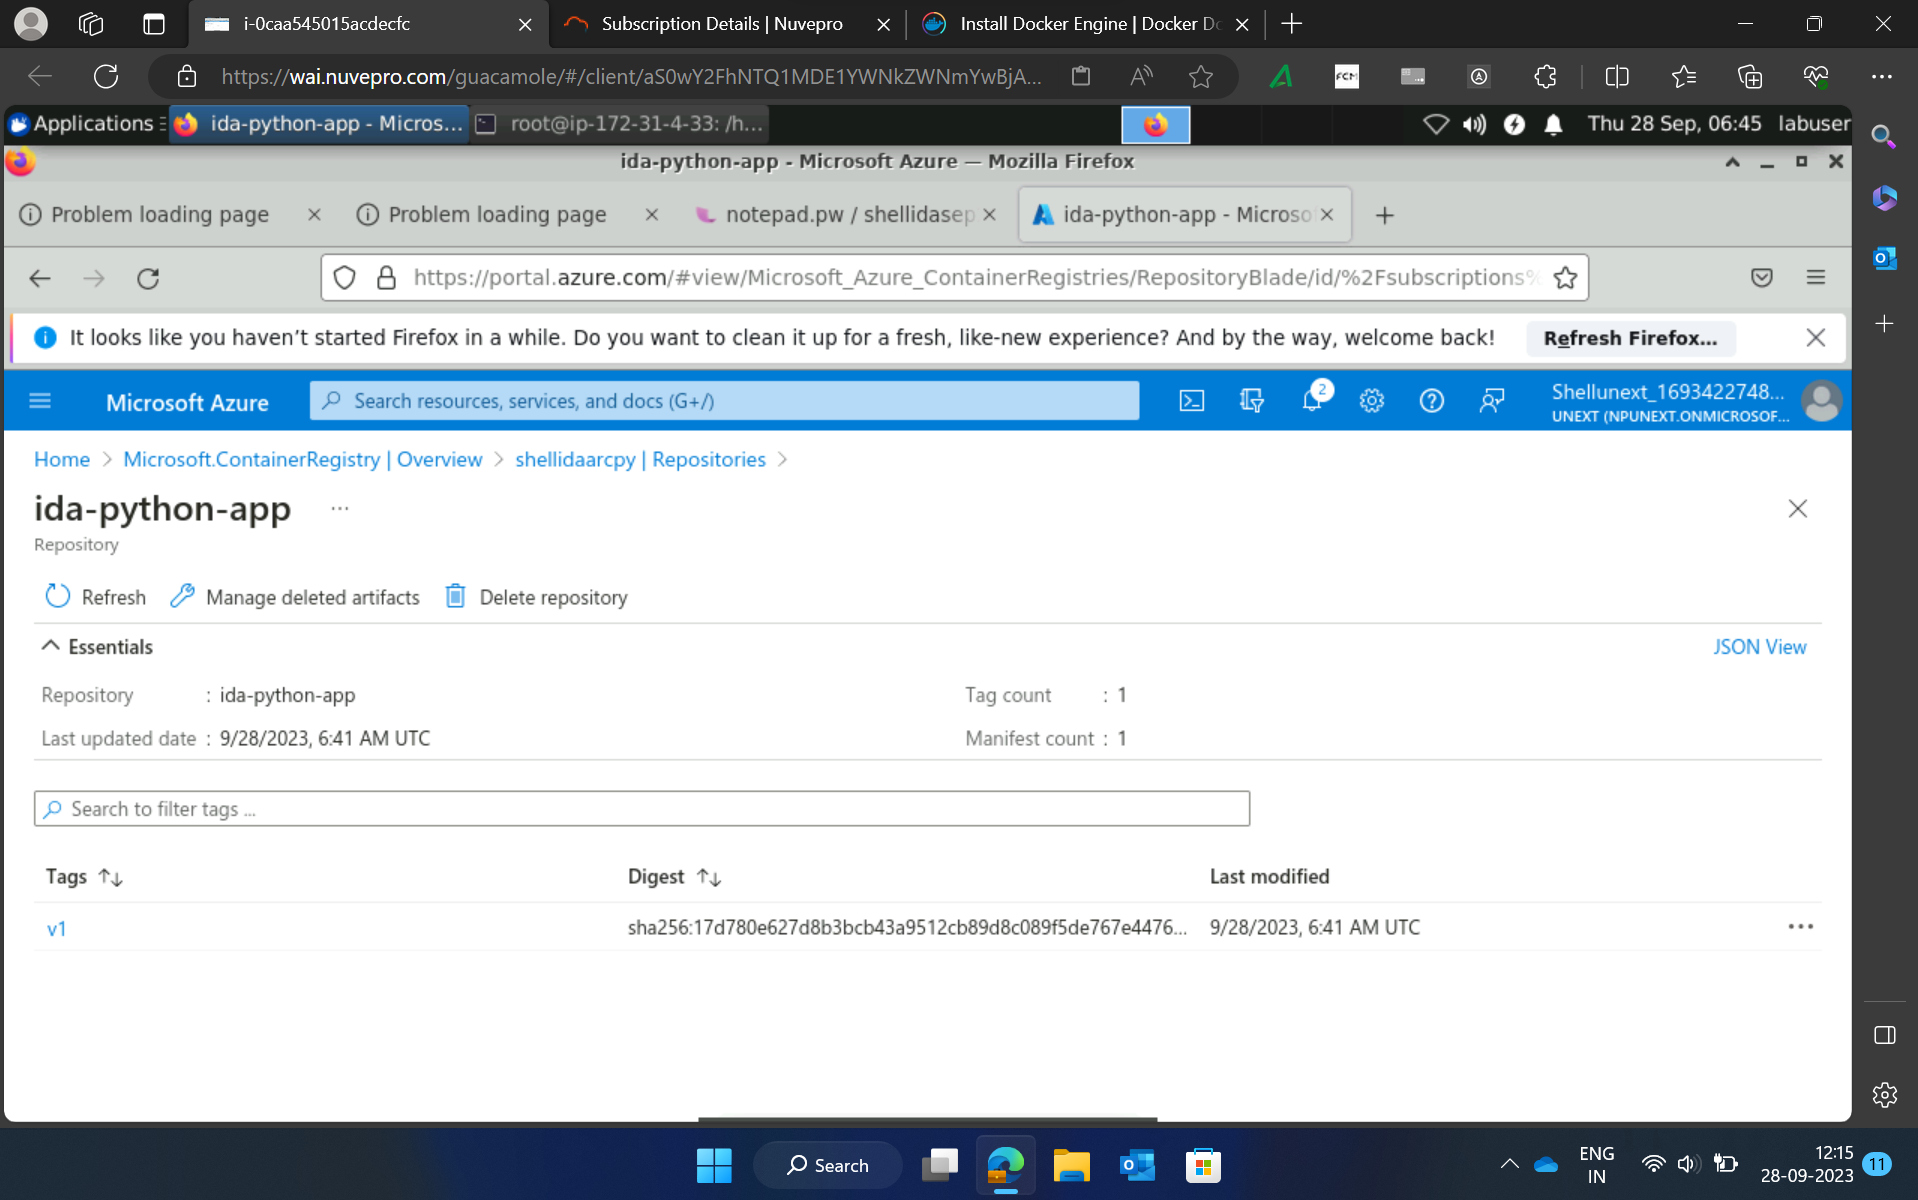 i-0caa545015acdecfc
Subscription Details | Nuvepro
Install Docker Engine | Docker Do
https://wai.nuvepro.com/guacamole/#/client/aS0wY2FhNTQ1MDE1YWNkZWNmYwBjA...
FCM
Applications
ida-python-app - Micros...
root@ip-172-31-4-33: /h...
Thu 28 Sep, 06:45
labuser
ida-python-app - Microsoft Azure — Mozilla Firefox
Problem loading page
Problem loading page
notepad.pw / shellidasep
ida-python-app - Microso
https://portal.azure.com/#view/Microsoft_Azure_ContainerRegistries/RepositoryBlade/id/%2Fsubscriptions%
It looks like you haven’t started Firefox in a while. Do you want to clean it up for a fresh, like-new experience? And by the way, welcome back!
Refresh Firefox...
Microsoft Azure
Search resources, services, and docs (G+/)
2
Shellunext_1693422748...
UNEXT (NPUNEXT.ONMICROSOF...
Home > Microsoft.ContainerRegistry | Overview > shellidaarcpy | Repositories >
ida-python-app ...
Repository
Refresh
Manage deleted artifacts
Delete repository
Essentials
JSON View
Repository : ida-python-app
Tag count : 1
Last updated date : 9/28/2023, 6:41 AM UTC
Manifest count : 1
Search to filter tags ...
Tags
Digest
Last modified
v1
sha256:17d780e627d8b3bcb43a9512cb89d8c089f5de767e4476...
9/28/2023, 6:41 AM UTC
Search
ENG
IN
12:15
28-09-2023
11